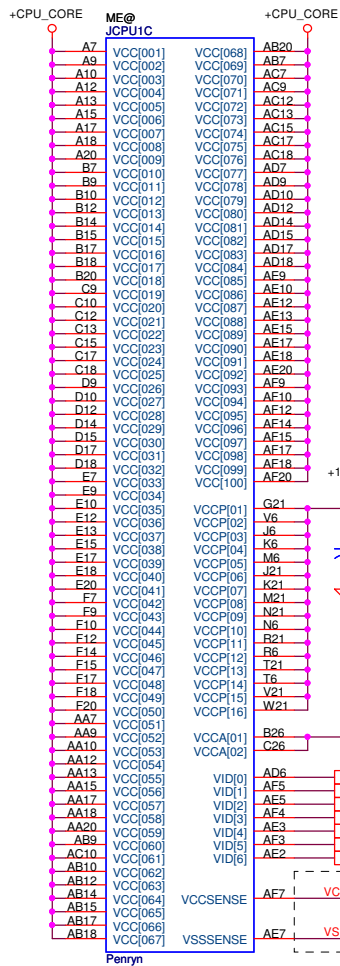 +CPU_CORE ME@ +CPU_CORE
JCPU1C
A7 VCC[001] VCC[068] AB20
A9 VCC[002] VCC[069] AB7
A10 VCC[003] VCC[070] AC7
A12 VCC[004] VCC[071] AC9
A13 VCC[005] VCC[072] AC12
A15 VCC[006] VCC[073] AC13
A17 VCC[007] VCC[074] AC15
A18 VCC[008] VCC[075] AC17
A20 VCC[009] VCC[076] AC18
B7 VCC[010] VCC[077] AD7
B9 VCC[011] VCC[078] AD9
B10 VCC[012] VCC[079] AD10
B12 VCC[013] VCC[080] AD12
B14 VCC[014] VCC[081] AD14
B15 VCC[015] VCC[082] AD15
B17 VCC[016] VCC[083] AD17
B18 VCC[017] VCC[084] AD18
B20 VCC[018] VCC[085] AE9
C9 VCC[019] VCC[086] AE10
C10 VCC[020] VCC[087] AE12
C12 VCC[021] VCC[088] AE13
C13 VCC[022] VCC[089] AE15
C15 VCC[023] VCC[090] AE17
C17 VCC[024] VCC[091] AE18
C18 VCC[025] VCC[092] AE20
D9 VCC[026] VCC[093] AF9
D10 VCC[027] VCC[094] AF10
D12 VCC[028] VCC[095] AF12
D14 VCC[029] VCC[096] AF14
D15 VCC[030] VCC[097] AF15
D17 VCC[031] VCC[098] AF17
D18 VCC[032] VCC[099] AF18
E7 VCC[033] VCC[100] AF20
E9 VCC[034]
E10 VCC[035] VCCP[01] G21
E12 VCC[036] VCCP[02] V6
E13 VCC[037] VCCP[03] J6
E15 VCC[038] VCCP[04] K6
E17 VCC[039] VCCP[05] M6
E18 VCC[040] VCCP[06] J21
E20 VCC[041] VCCP[07] K21
F7 VCC[042] VCCP[08] M21
F9 VCC[043] VCCP[09] N21
F10 VCC[044] VCCP[10] N6
F12 VCC[045] VCCP[11] R21
F14 VCC[046] VCCP[12] R6
F15 VCC[047] VCCP[13] T21
F17 VCC[048] VCCP[14] T6
F18 VCC[049] VCCP[15] V21
F20 VCC[050] VCCP[16] W21
AA7 VCC[051]
AA9 VCC[052] VCCA[01] B26
AA10 VCC[053] VCCA[02] C26
AA12 VCC[054]
AA13 VCC[055] VID[0] AD6
AA15 VCC[056] VID[1] AF5
AA17 VCC[057] VID[2] AE5
AA18 VCC[058] VID[3] AF4
AA20 VCC[059] VID[4] AE3
AB9 VCC[060] VID[5] AF3
AC10 VCC[061] VID[6] AE2
AB10 VCC[062]
AB12 VCC[063]
AB14 VCC[064] VCCSENSE AF7 VC
AB15 VCC[065]
AB17 VCC[066]
AB18 VCC[067] VSSSENSE AE7 VS
Penryn
+1